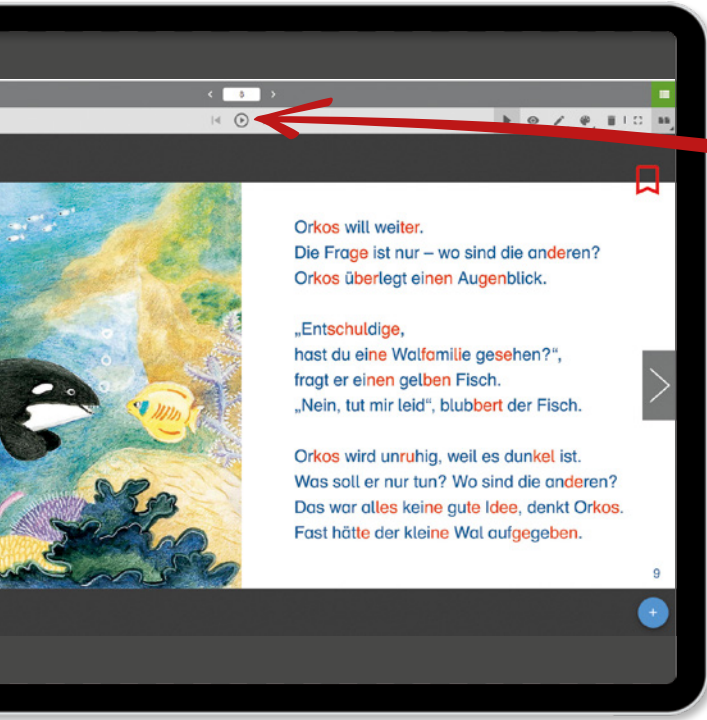 5
Orkos will weiter.
Die Frage ist nur – wo sind die anderen?
Orkos überlegt einen Augenblick.
„Entschuldige,
hast du eine Walfamilie gesehen?“,
fragt er einen gelben Fisch.
„Nein, tut mir leid“, blubbert der Fisch.
Orkos wird unruhig, weil es dunkel ist.
Was soll er nur tun? Wo sind die anderen?
Das war alles keine gute Idee, denkt Orkos.
Fast hätte der kleine Wal aufgegeben.
9